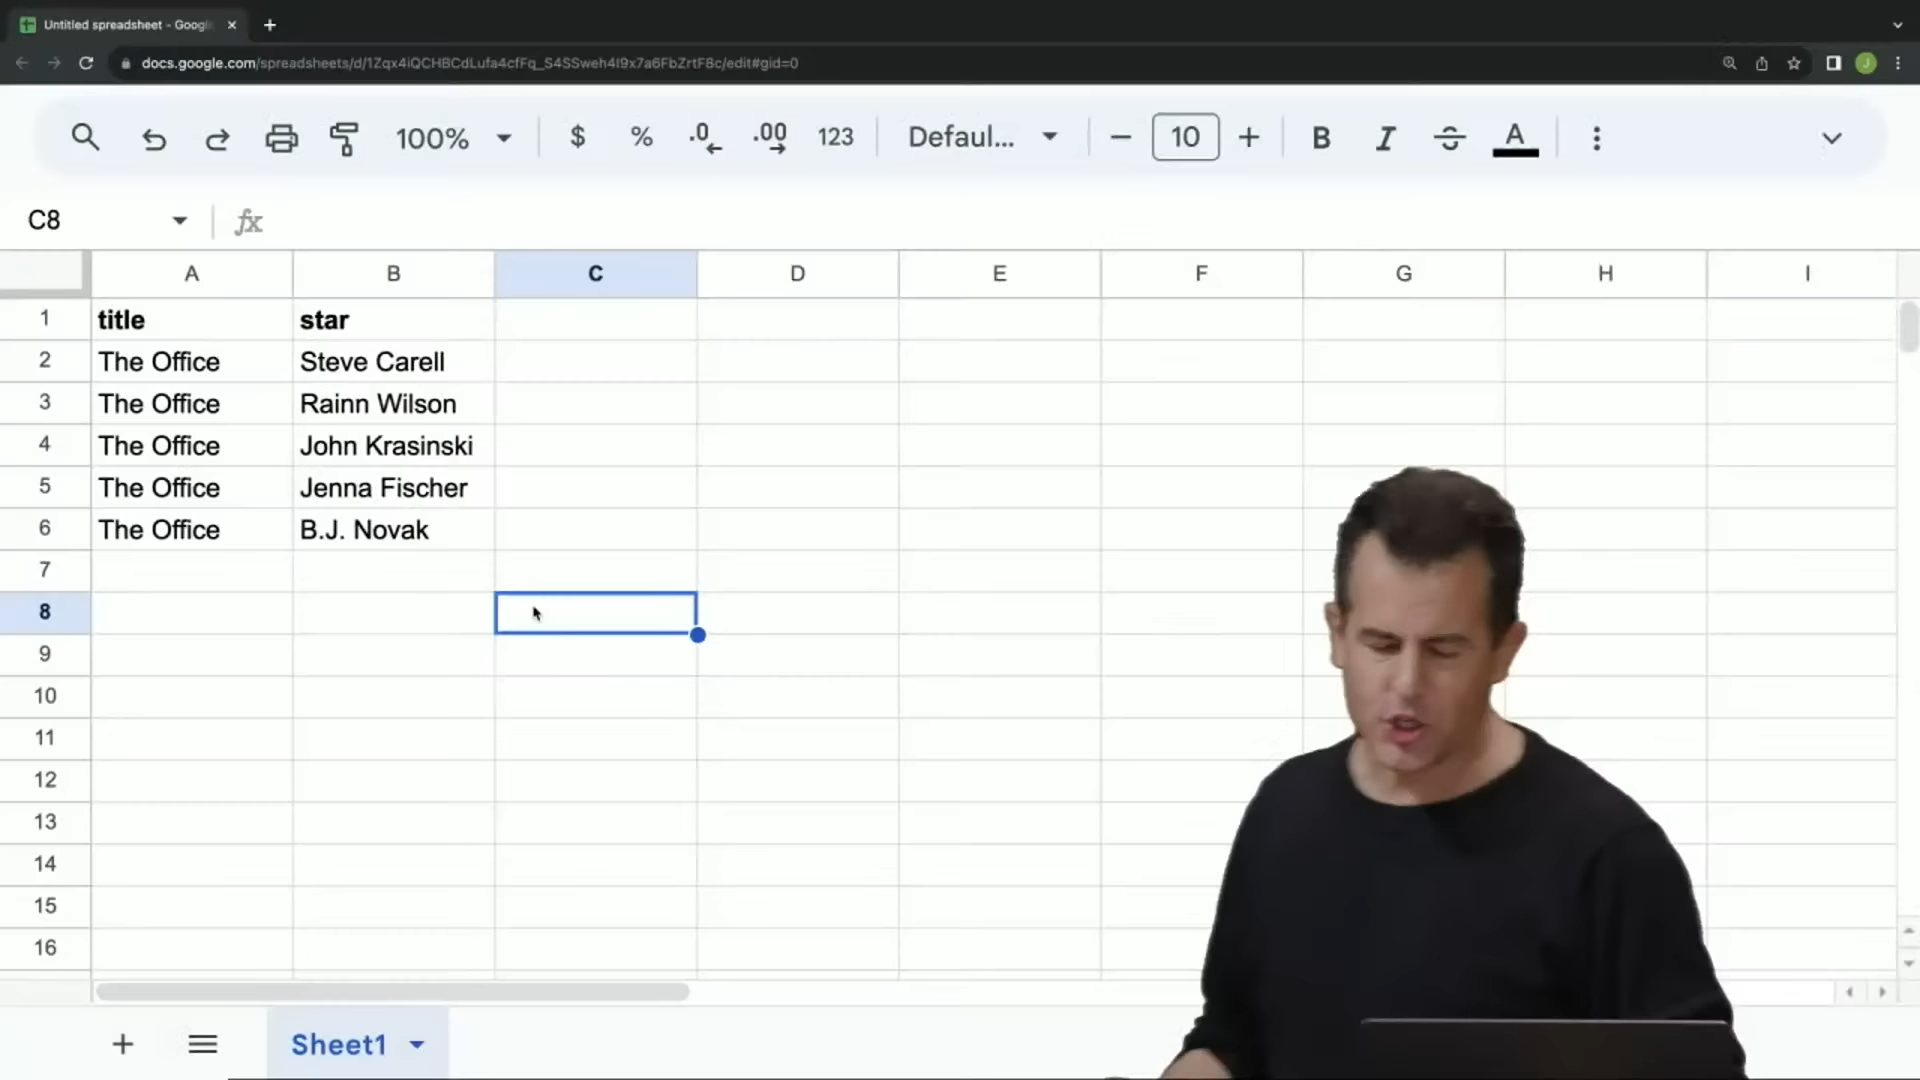 Untitled spreadsheet - Googl
docs.google.com/spreadsheets/d/1Zqx4iQCHBCdLufa4cfFq_S4SSweh4I9x7a6FbZrtF8c/edit#gid=0
J
100% $ % .0 .00 123 Defaul... 10 B I S A
C8 fx
A B C D E F G H I
1 title star
2 The Office Steve Carell
3 The Office Rainn Wilson
4 The Office John Krasinski
5 The Office Jenna Fischer
6 The Office B.J. Novak
7
8
9
10
11
12
13
14
15
16
Sheet1